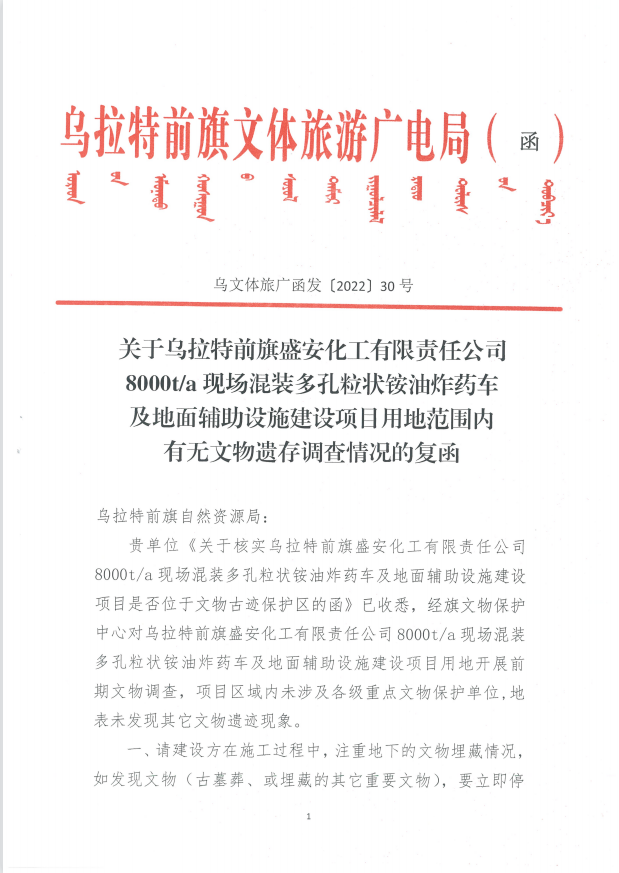 乌拉特前旗文体旅游广电局（函）
乌文体旅广函发〔2022〕30号
关于乌拉特前旗盛安化工有限责任公司
8000t/a 现场混装多孔粒状铵油炸药车
及地面辅助设施建设项目用地范围内
有无文物遗存调查情况的复函
乌拉特前旗自然资源局：
贵单位《关于核实乌拉特前旗盛安化工有限责任公司
8000t/a 现场混装多孔粒状铵油炸药车及地面辅助设施建设
项目是否位于文物古迹保护区的函》已收悉，经旗文物保护
中心对乌拉特前旗盛安化工有限责任公司 8000t/a 现场混装
多孔粒状铵油炸药车及地面辅助设施建设项目用地开展前
期文物调查，项目区域内未涉及各级重点文物保护单位,地
表未发现其它文物遗迹现象。
一、请建设方在施工过程中，注重地下的文物埋藏情况，
如发现文物（古墓葬、或埋藏的其它重要文物），要立即停
1